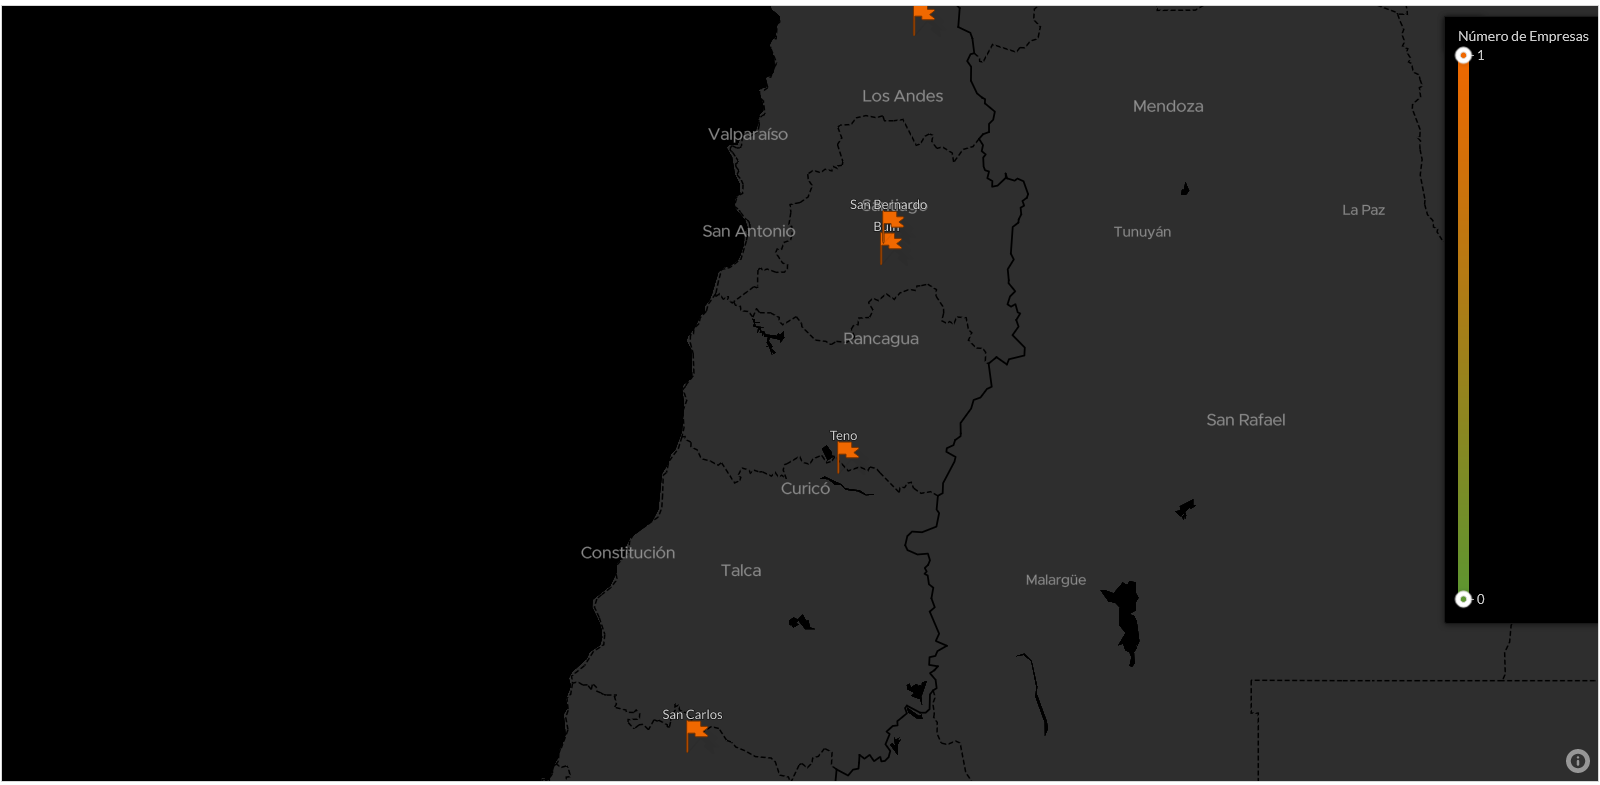 Número de Empresas
1
Los Andes
Mendoza
Valparaíso
San Bernardo
Santiago
La Paz
San Antonio
Buin
Tunuyán
Rancagua
San Rafael
Teno
Curicó
Constitución
Talca
Malargüe
0
San Carlos